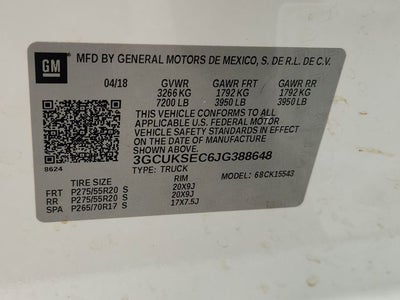 GM
MFD BY GENERAL MOTORS DE MEXICO, S. DE R.L. DE C.V.
04/18 GVWR GAWR FRT GAWR RR
3266 KG 1792 KG 1792 KG
7200 LB 3950 LB 3950 LB
THIS VEHICLE CONFORMS TO ALL APPLICABLE
U.S. FEDERAL MOTOR
VEHICLE SAFETY STANDARDS IN EFFECT
ON THE DATE OF MANUFACTURE SHOWN ABOVE.
3GCUKSEC6JG388648
8624 TYPE: TRUCK 68CK15543
TIRE SIZE RIM
FRT P275/55R20 S 20X9J
RR P275/55R20 S 20X9J
SPA P265/70R17 S 17X7.5J